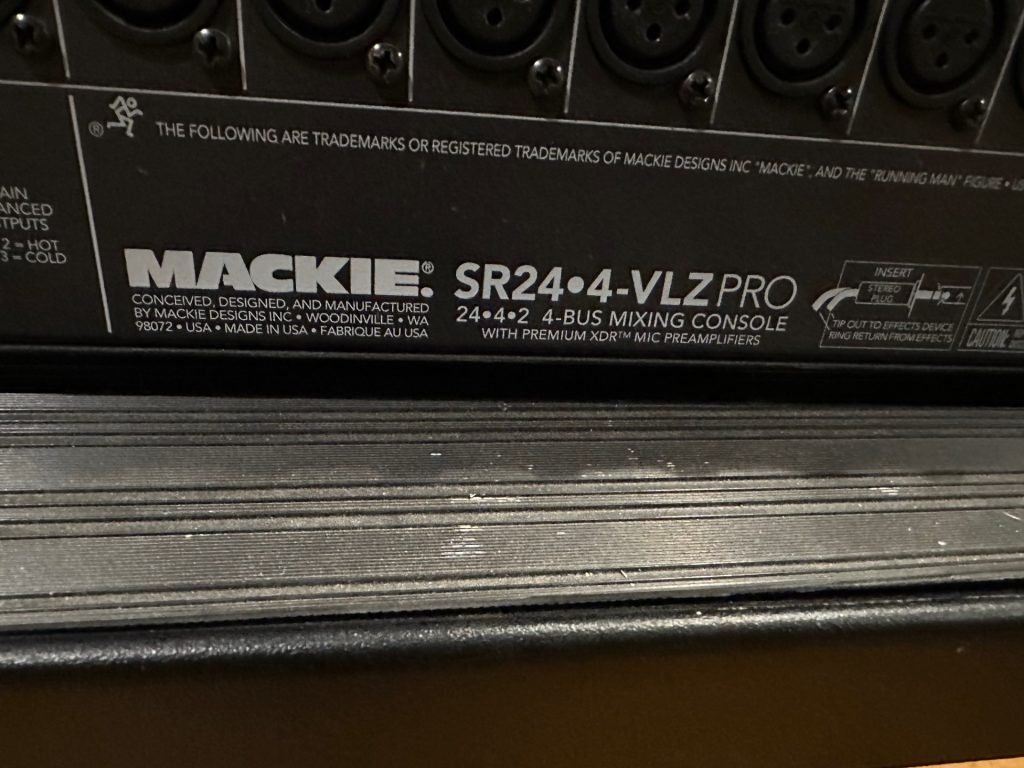 ® THE FOLLOWING ARE TRADEMARKS OR REGISTERED TRADEMARKS OF MACKIE DESIGNS INC "MACKIE", AND THE "RUNNING MAN" FIGURE •
AIN
ANCED
TPUTS
2 = HOT
3 = COLD
MACKIE.®
CONCEIVED, DESIGNED, AND MANUFACTURED
BY MACKIE DESIGNS INC • WOODINVILLE • WA
98072 • USA • MADE IN USA • FABRIQUE AU USA
SR24•4-VLZ PRO
24•4•2 4-BUS MIXING CONSOLE
WITH PREMIUM XDR™ MIC PREAMPLIFIERS
INSERT
STEREO
PLUG
TIP OUT TO EFFECTS DEVICE
RING RETURN FROM EFFECTS
CAUTION: